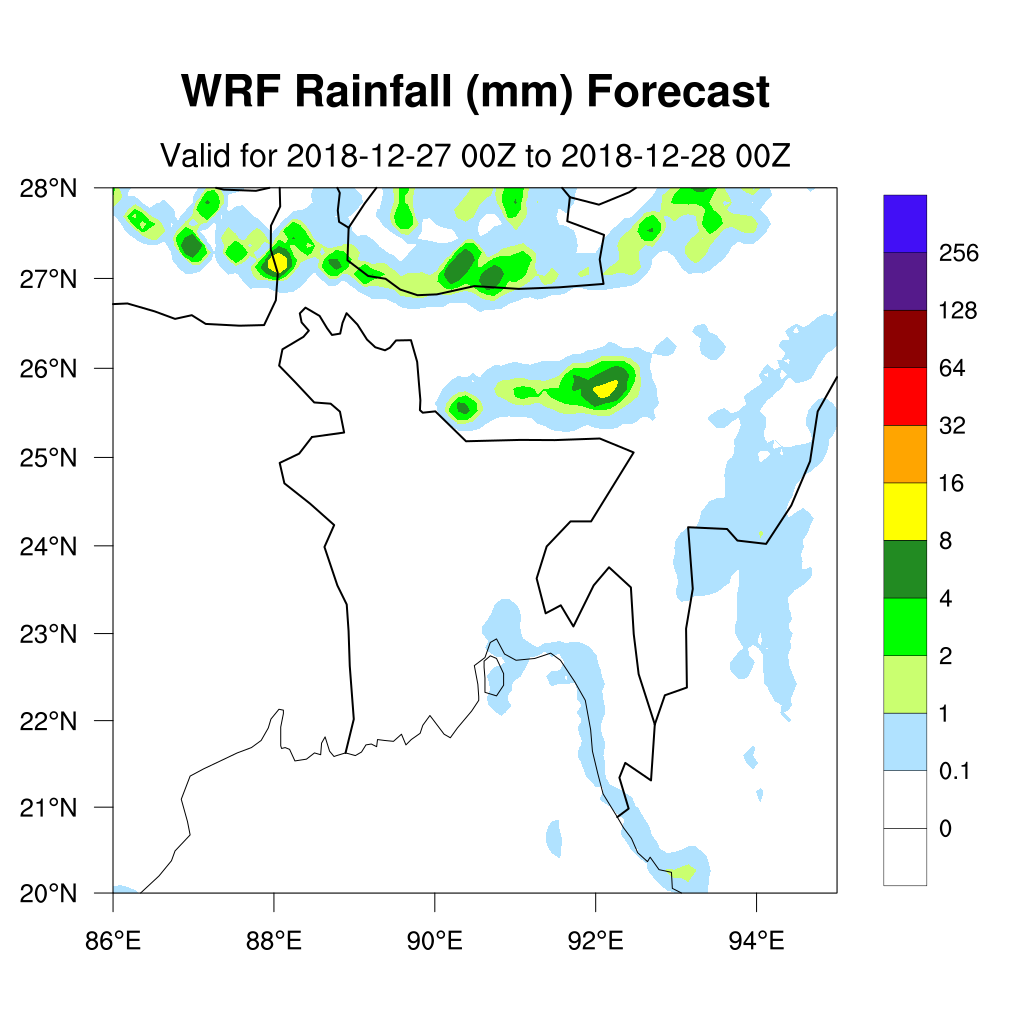 WRF Rainfall (mm) Forecast
Valid for 2018-12-27 00Z to 2018-12-28 00Z
28°N
27°N
26°N
25°N
24°N
23°N
22°N
21°N
20°N
86°E
88°E
90°E
92°E
94°E
256
128
64
32
16
8
4
2
1
0.1
0